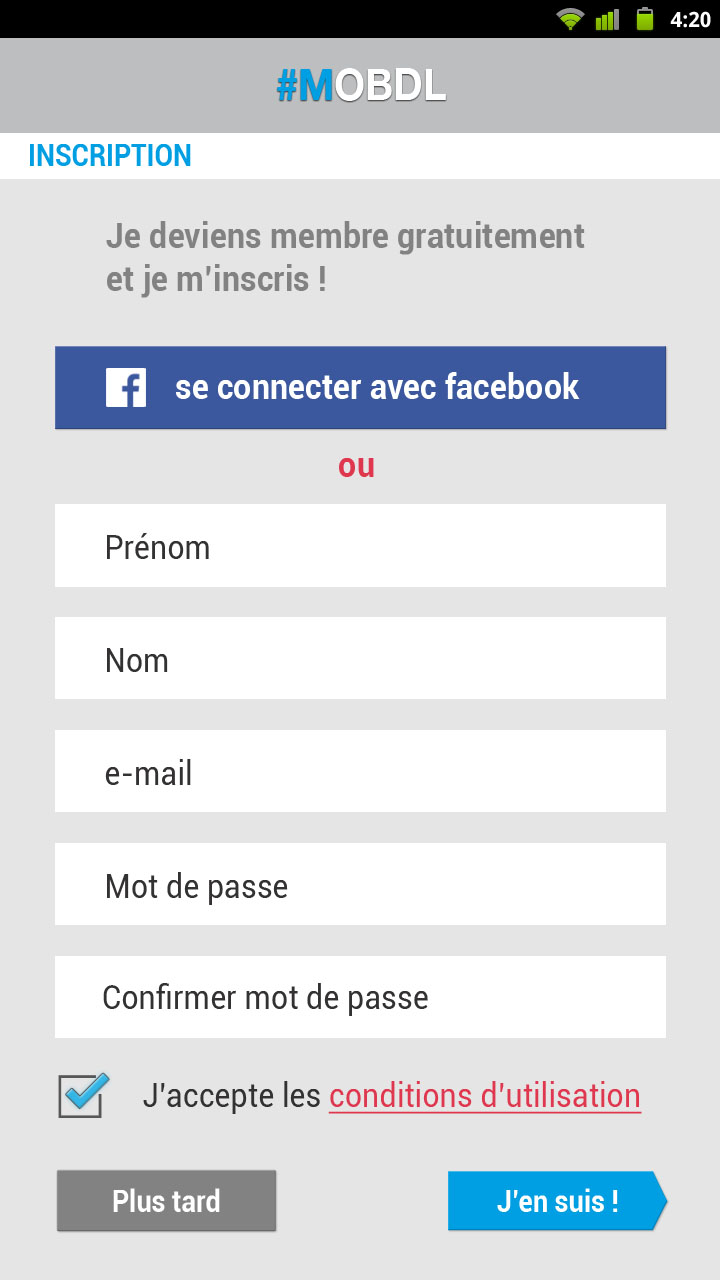 4:20
#MOBDL
INSCRIPTION
Je deviens membre gratuitement
et je m'inscris !
se connecter avec facebook
ou
Prénom
Nom
e-mail
Mot de passe
Confirmer mot de passe
J'accepte les conditions d'utilisation
Plus tard
J'en suis !